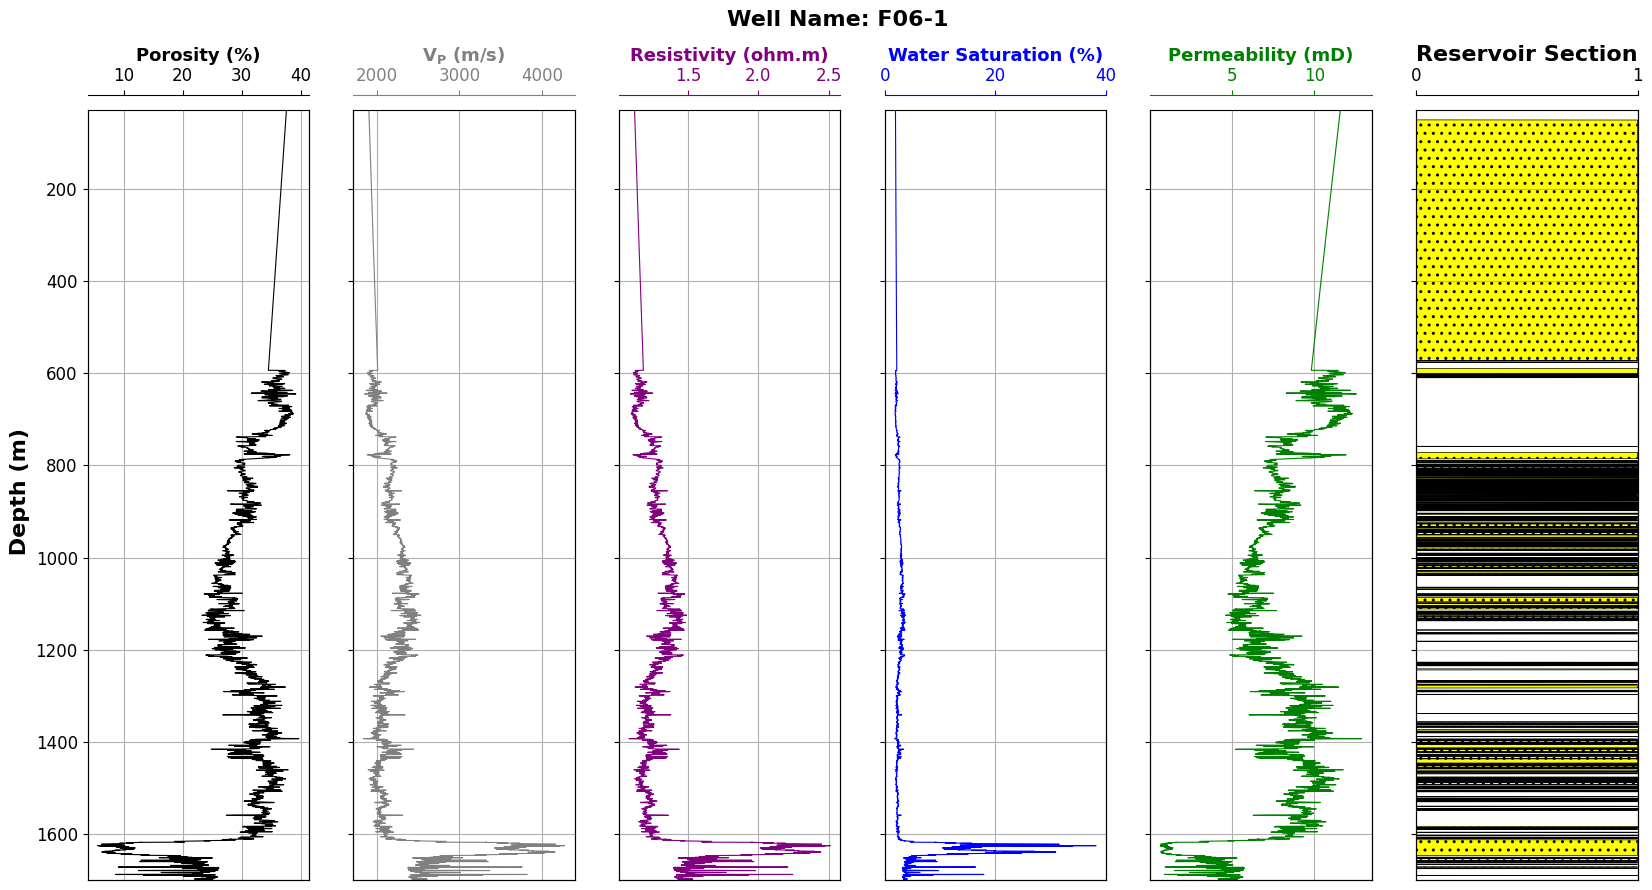 Well Name: F06-1
Porosity (%)
10 20 30 40
VP (m/s)
2000 3000 4000
Resistivity (ohm.m)
1.5 2.0 2.5
Water Saturation (%)
0 20 40
Permeability (mD)
5 10
Reservoir Section
0 1
Depth (m)
200
400
600
800
1000
1200
1400
1600